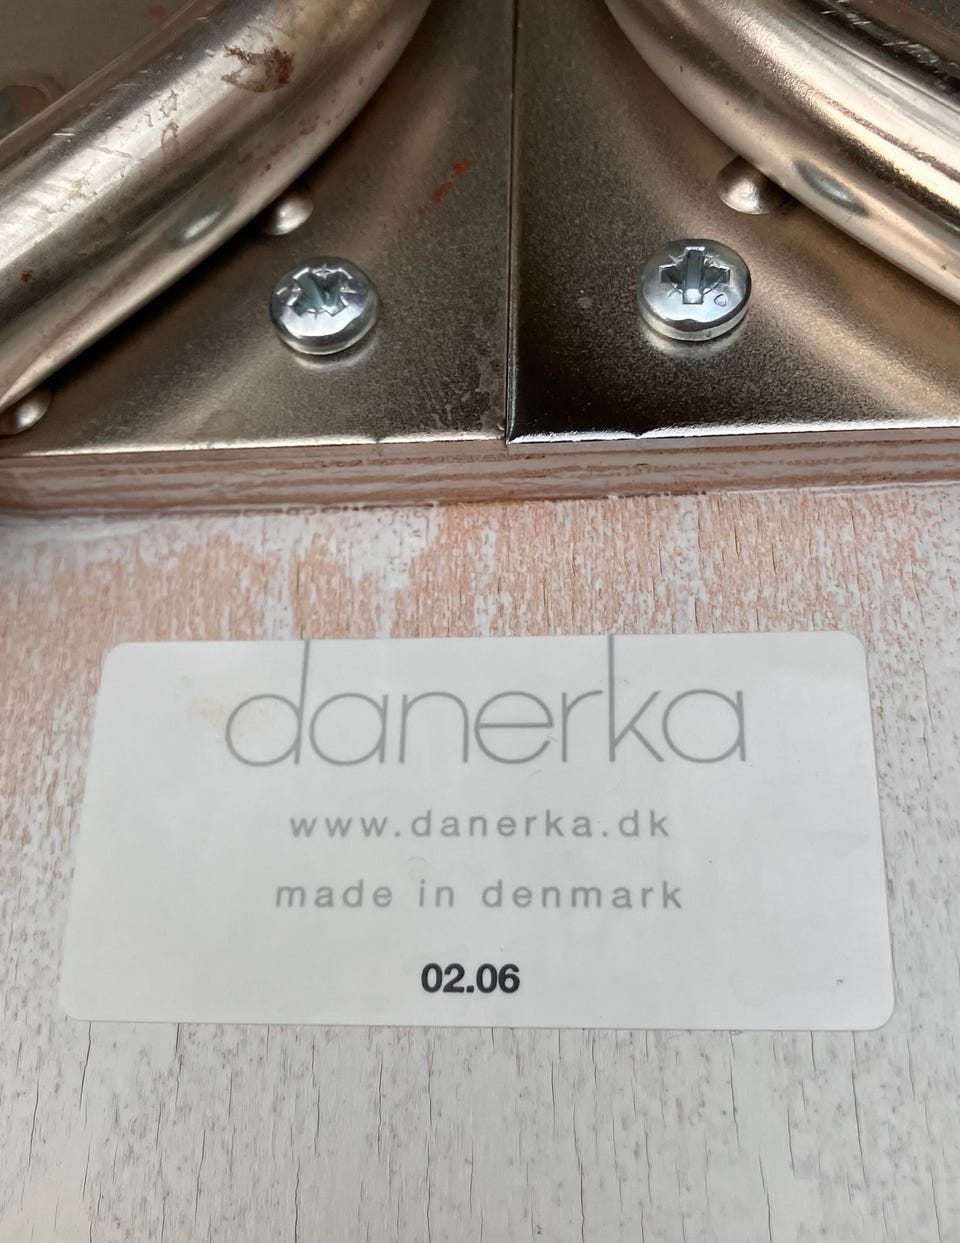 danerka
www.danerka.dk
made in denmark
02.06